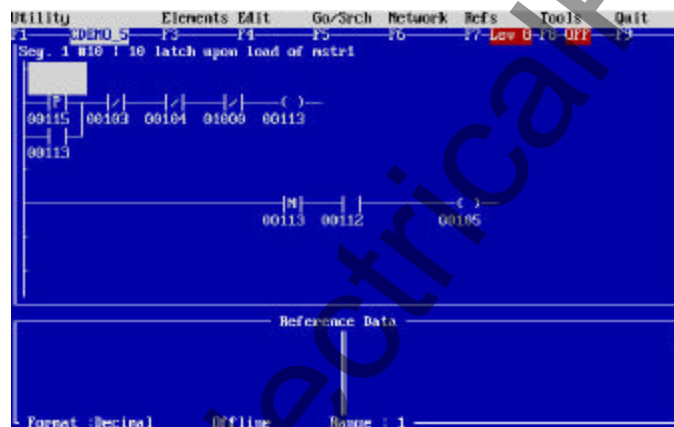 Utility Elements Edit Go/Srch Network Refs Tools Quit
F1 WDEMO_5 F3 F4 F5 F6 F7-Lev 8-F8-OFF-F9
Seg. 1 #10 : 10 latch upon load of mstr1
P / / / ( )
00115 00103 00104 01000 00113
00113
N ( )
00113 00112 00105
Reference Data
Format :Decimal Offline Range : 1